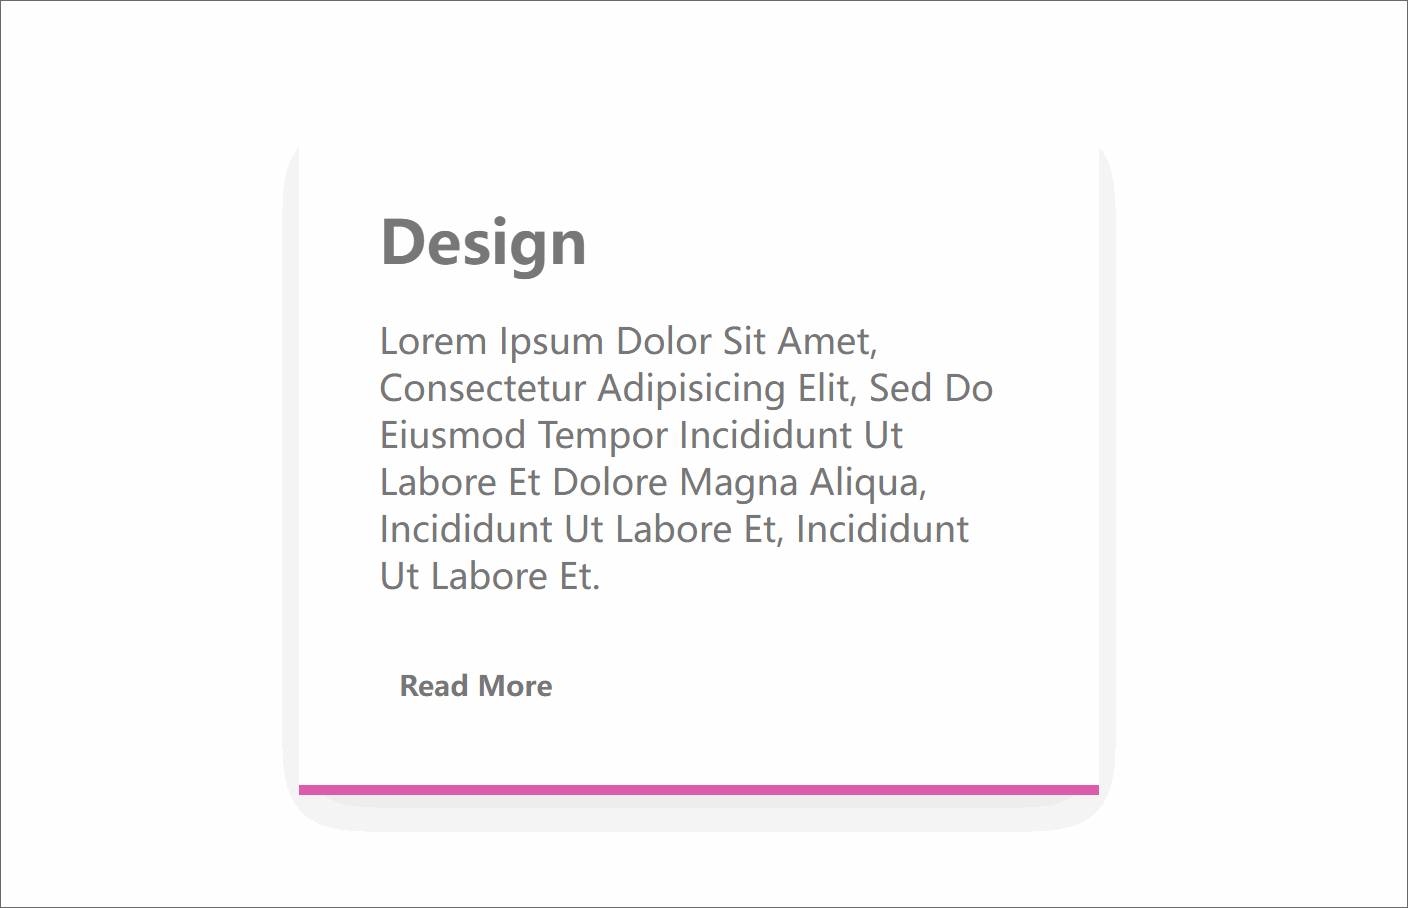 Design
Lorem Ipsum Dolor Sit Amet,
Consectetur Adipisicing Elit, Sed Do
Eiusmod Tempor Incididunt Ut
Labore Et Dolore Magna Aliqua,
Incididunt Ut Labore Et, Incididunt
Ut Labore Et.
Read More